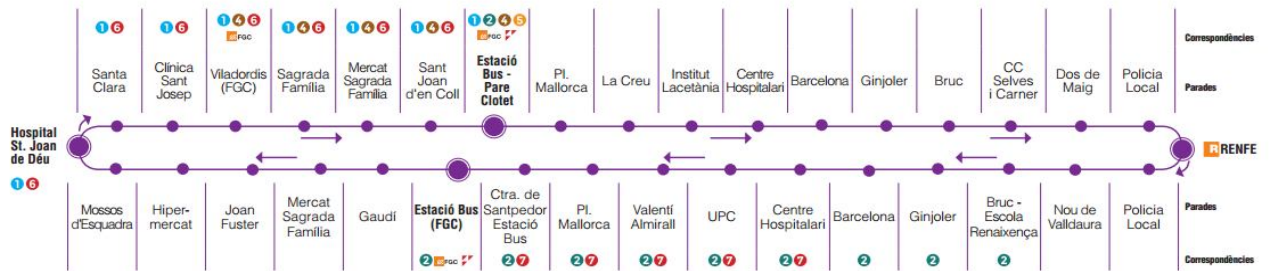 1 6
1 6
1 4 6
FGC
1 4 6
1 4 6
1 4 6
1 2 4 5
FGC
Correspondències
Santa
Clara
Clínica
Sant
Josep
Viladordis
(FGC)
Sagrada
Família
Mercat
Sagrada
Família
Sant
Joan
d'en Coll
Estació
Bus -
Pare
Clotet
Pl.
Mallorca
La Creu
Institut
Lacetània
Centre
Hospitalari
Barcelona
Ginjoler
Bruc
CC
Selves
i Carner
Dos de
Maig
Policia
Local
Parades
Hospital
St. Joan
de Déu
1 6
R RENFE
Mossos
d'Esquadra
Hiper-
mercat
Joan
Fuster
Mercat
Sagrada
Família
Gaudí
Estació Bus
(FGC)
Ctra. de
Santpedor
Estació
Bus
Pl.
Mallorca
Valentí
Almirall
UPC
Centre
Hospitalari
Barcelona
Ginjoler
Bruc -
Escola
Renaixença
Nou de
Valldaura
Policia
Local
Parades
2 FGC
2 7
2 7
2 7
2 7
2 7
2
2
2
Correspondències